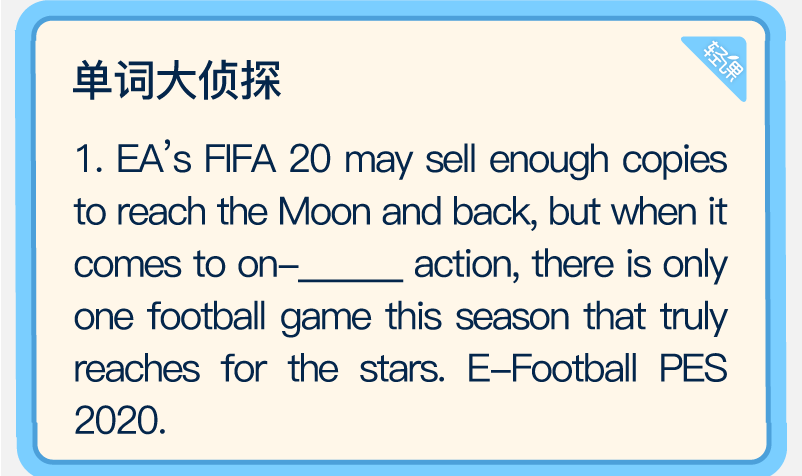 轻课
单词大侦探
1. EA's FIFA 20 may sell enough copies
to reach the Moon and back, but when it
comes to on-______ action, there is only
one football game this season that truly
reaches for the stars. E-Football PES
2020.